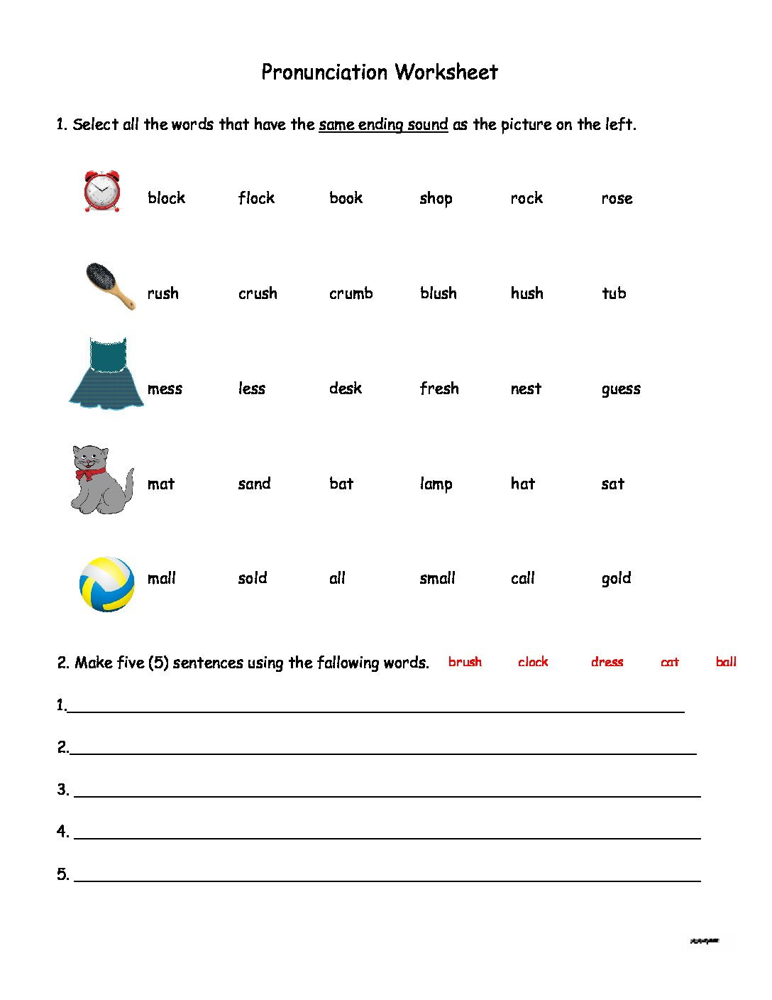 Pronunciation Worksheet
1. Select all the words that have the same ending sound as the picture on the left.
block flock book shop rock rose
rush crush crumb blush hush tub
mess less desk fresh nest guess
mat sand bat lamp hat sat
mall sold all small call gold
2. Make five (5) sentences using the fallowing words. brush clock dress cat ball
1.
2.
3.
4.
5.